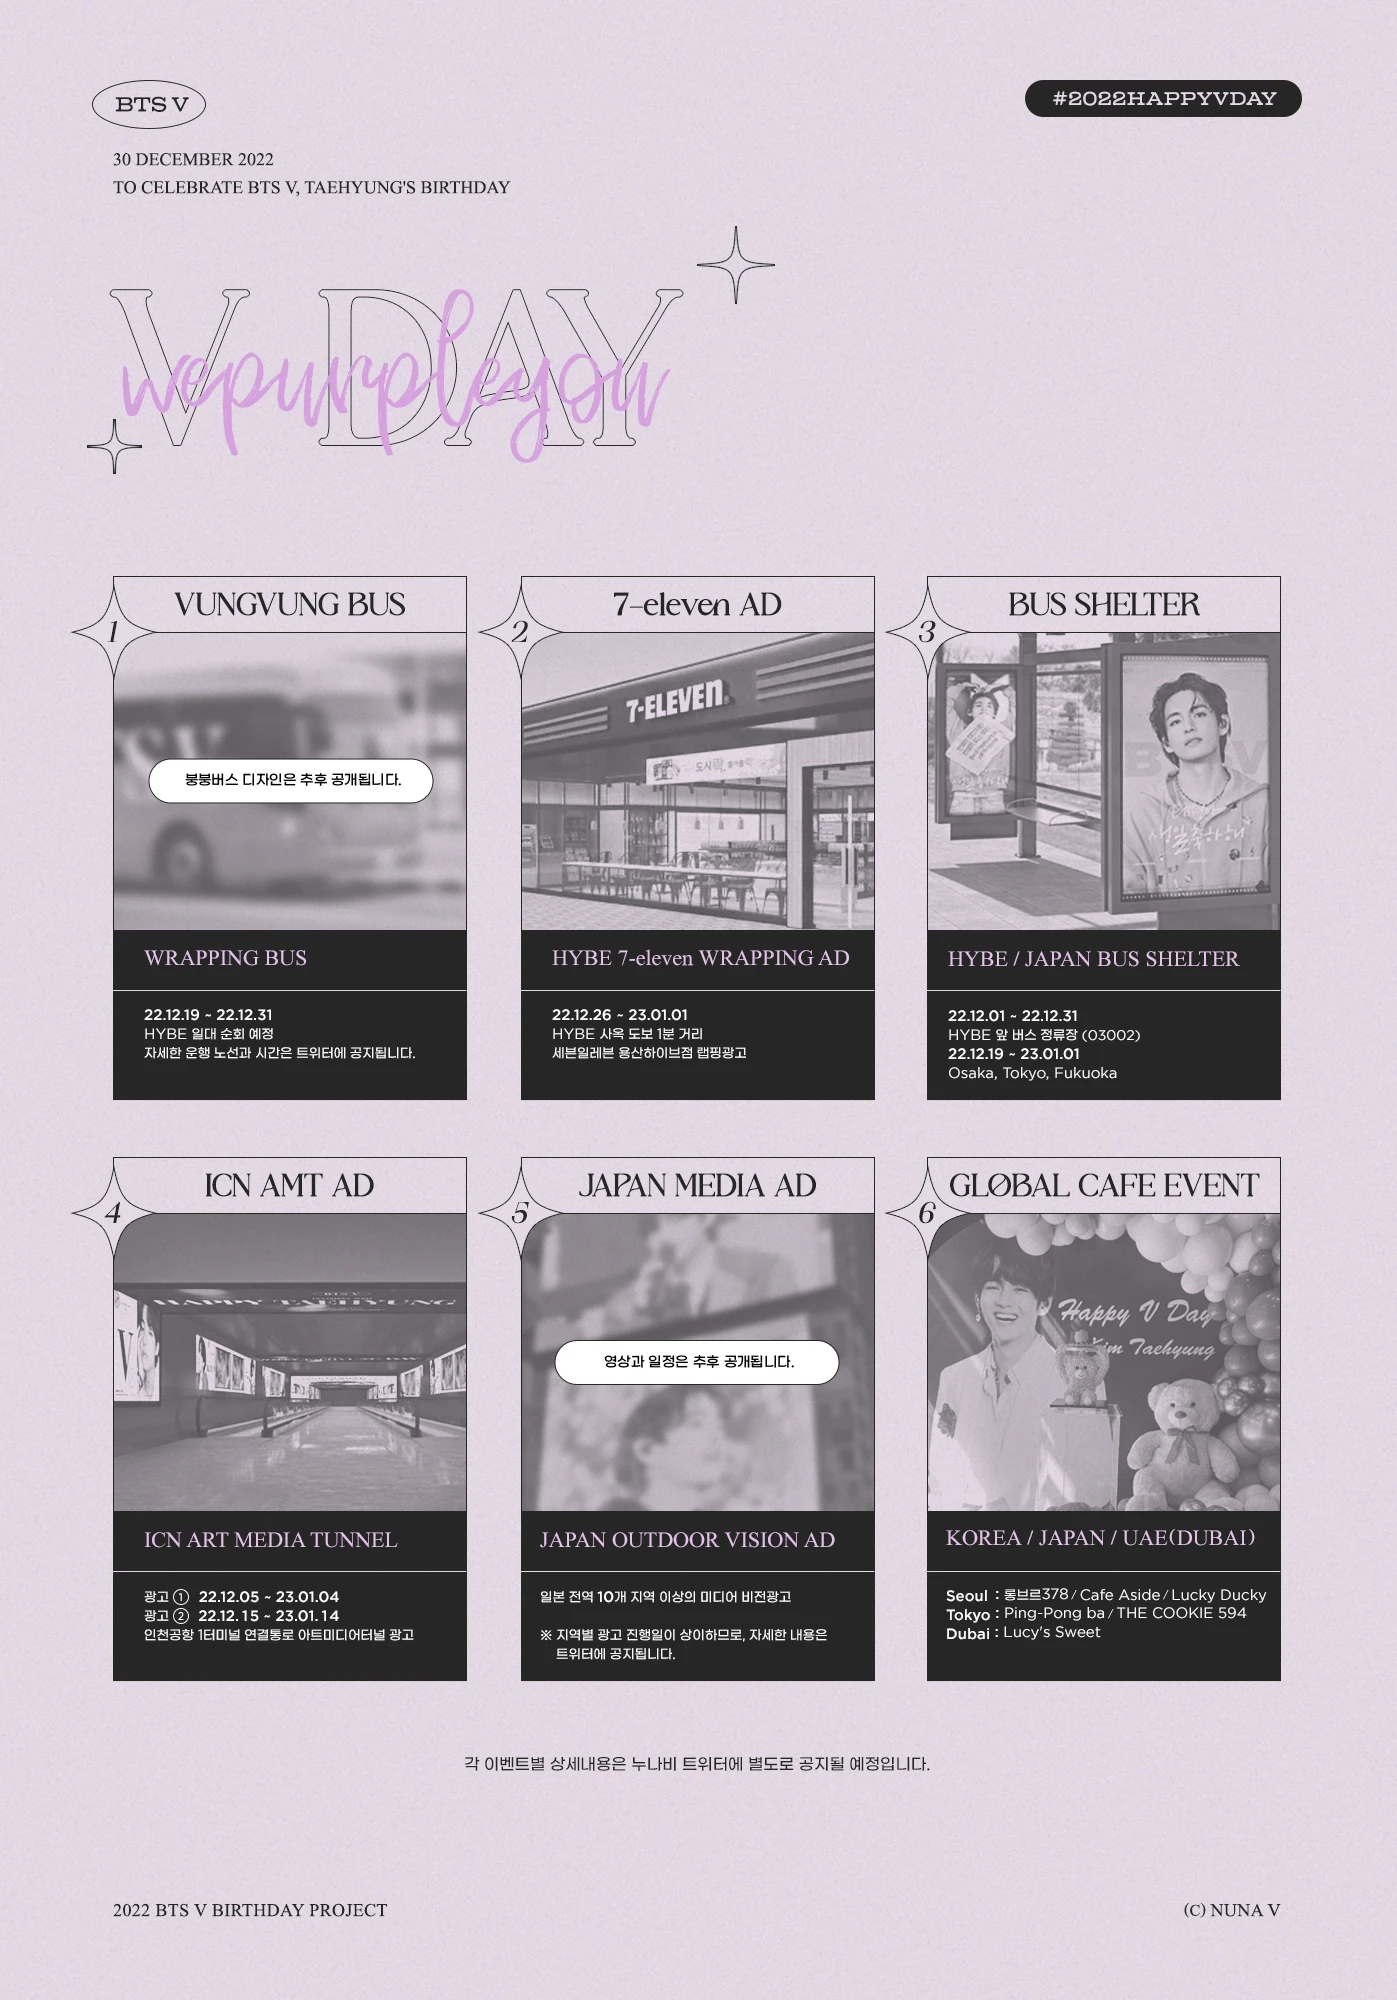 BTS V
#2022HAPPYVDAY
30 DECEMBER 2022
TO CELEBRATE BTS V, TAEHYUNG'S BIRTHDAY
V DAY
wepurpleyou
1
VUNGVUNG BUS
붕붕버스 디자인은 추후 공개됩니다.
WRAPPING BUS
22.12.19 ~ 22.12.31
HYBE 일대 순회 예정
자세한 운행 노선과 시간은 트위터에 공지됩니다.
2
7-eleven AD
7-ELEVEN
도시락
HYBE 7-eleven WRAPPING AD
22.12.26 ~ 23.01.01
HYBE 사옥 도보 1분 거리
세븐일레븐 용산하이브점 랩핑광고
3
BUS SHELTER
생일축하해
HYBE / JAPAN BUS SHELTER
22.12.01 ~ 22.12.31
HYBE 앞 버스 정류장 (03002)
22.12.19 ~ 23.01.01
Osaka, Tokyo, Fukuoka
4
ICN AMT AD
HAPPY TAEHYUNG
ICN ART MEDIA TUNNEL
광고 ① 22.12.05 ~ 23.01.04
광고 ② 22.12.15 ~ 23.01.14
인천공항 1터미널 연결통로 아트미디어터널 광고
5
JAPAN MEDIA AD
영상과 일정은 추후 공개됩니다.
JAPAN OUTDOOR VISION AD
일본 전역 10개 지역 이상의 미디어 비전광고
※ 지역별 광고 진행일이 상이하므로, 자세한 내용은
트위터에 공지됩니다.
6
GLØBAL CAFE EVENT
Happy V Day
Kim Taehyung
KOREA / JAPAN / UAE(DUBAI)
Seoul : 롱브르378 / Cafe Aside / Lucky Ducky
Tokyo : Ping-Pong ba / THE COOKIE 594
Dubai : Lucy's Sweet
각 이벤트별 상세내용은 누나비 트위터에 별도로 공지될 예정입니다.
2022 BTS V BIRTHDAY PROJECT
(C) NUNA V